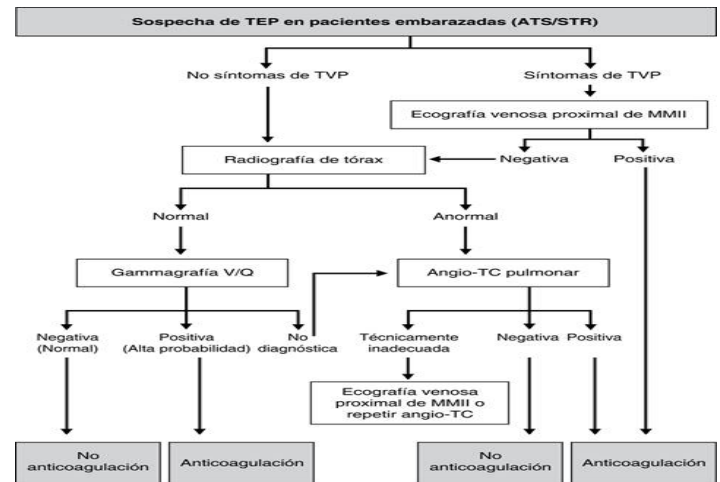 Sospecha de TEP en pacientes embarazadas (ATS/STR)
No síntomas de TVP
Síntomas de TVP
Ecografía venosa proximal de MMII
Radiografía de tórax
Negativa
Positiva
Normal
Anormal
Gammagrafía V/Q
Angio-TC pulmonar
Negativa
(Normal)
Positiva
(Alta probabilidad)
No
diagnóstica
Técnicamente
inadecuada
Negativa
Positiva
Ecografía venosa
proximal de MMII o
repetir angio-TC
No
anticoagulación
Anticoagulación
No
anticoagulación
Anticoagulación